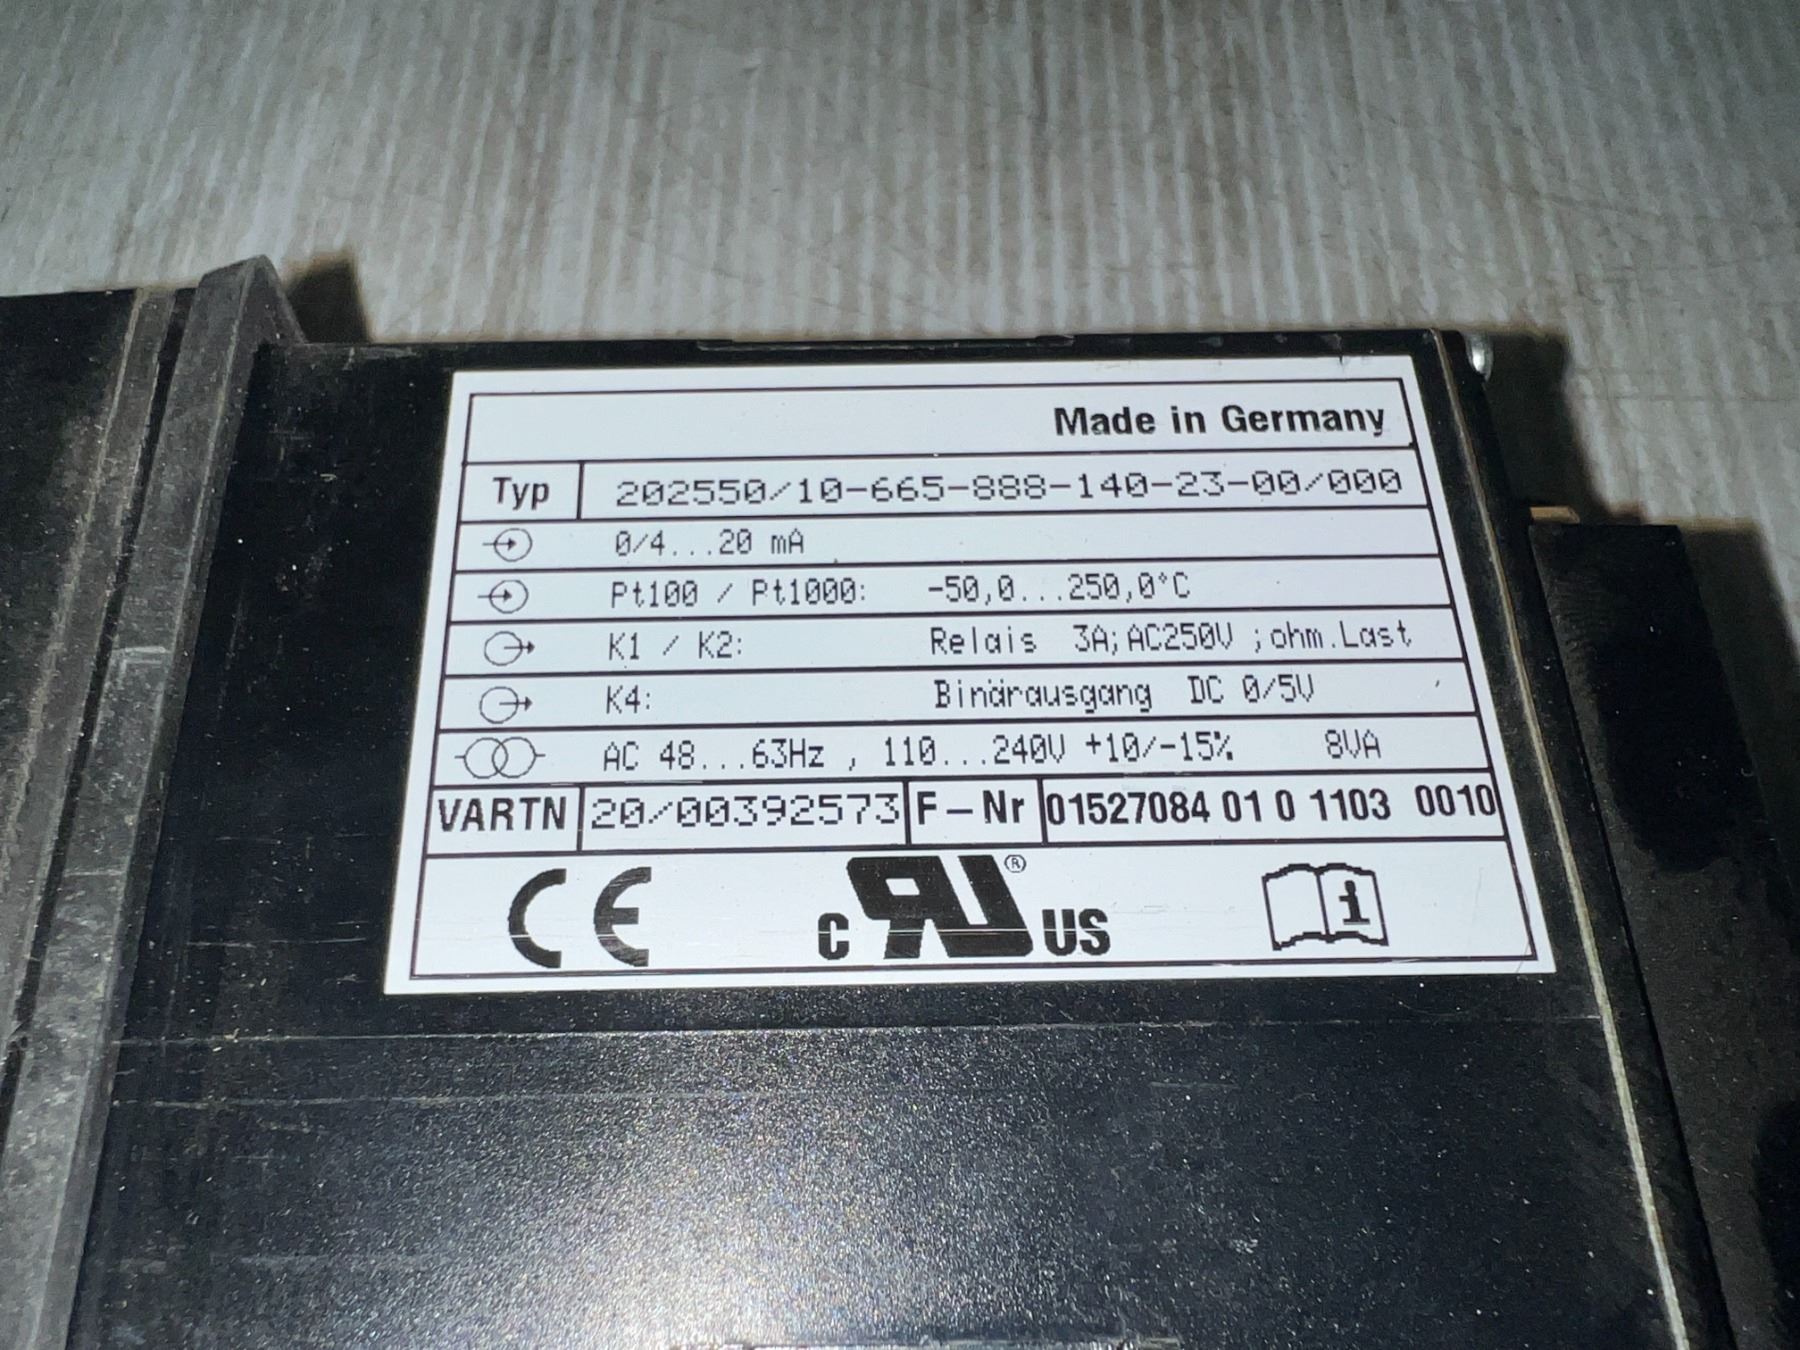 Made in Germany
Typ 202550/10-665-888-140-23-00/000
0/4...20 mA
Pt100 / Pt1000: -50,0...250,0°C
K1 / K2: Relais 3A;AC250V ;ohm.Last
K4: Binärausgang DC 0/5V
AC 48...63Hz , 110...240V +10/-15% 8VA
VARTN 20/00392573 F-Nr 01527084 01 0 1103 0010
CE c RU ® US i